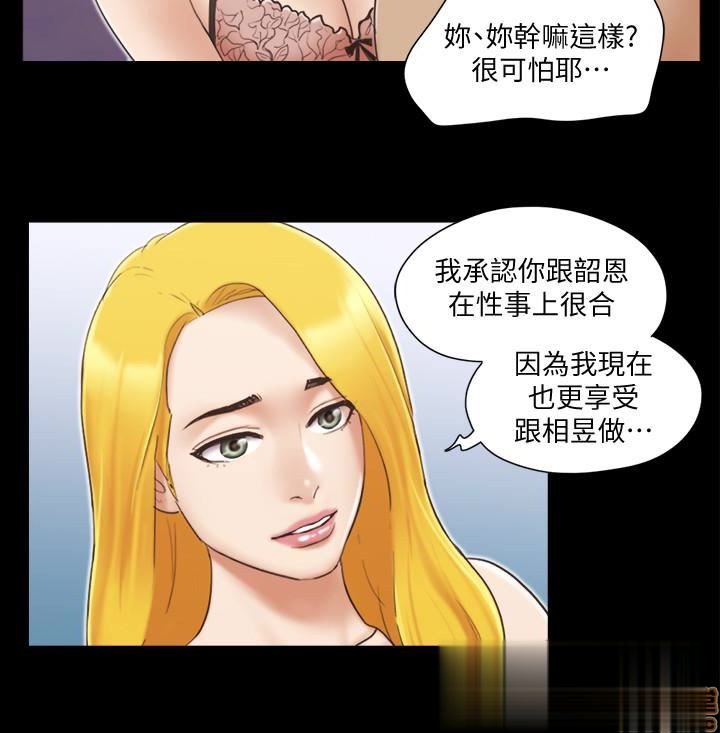 妳、妳幹嘛這樣?
很可怕耶…
我承認你跟韶恩
在性事上很合
因為我現在
也更享受
跟相昱做…